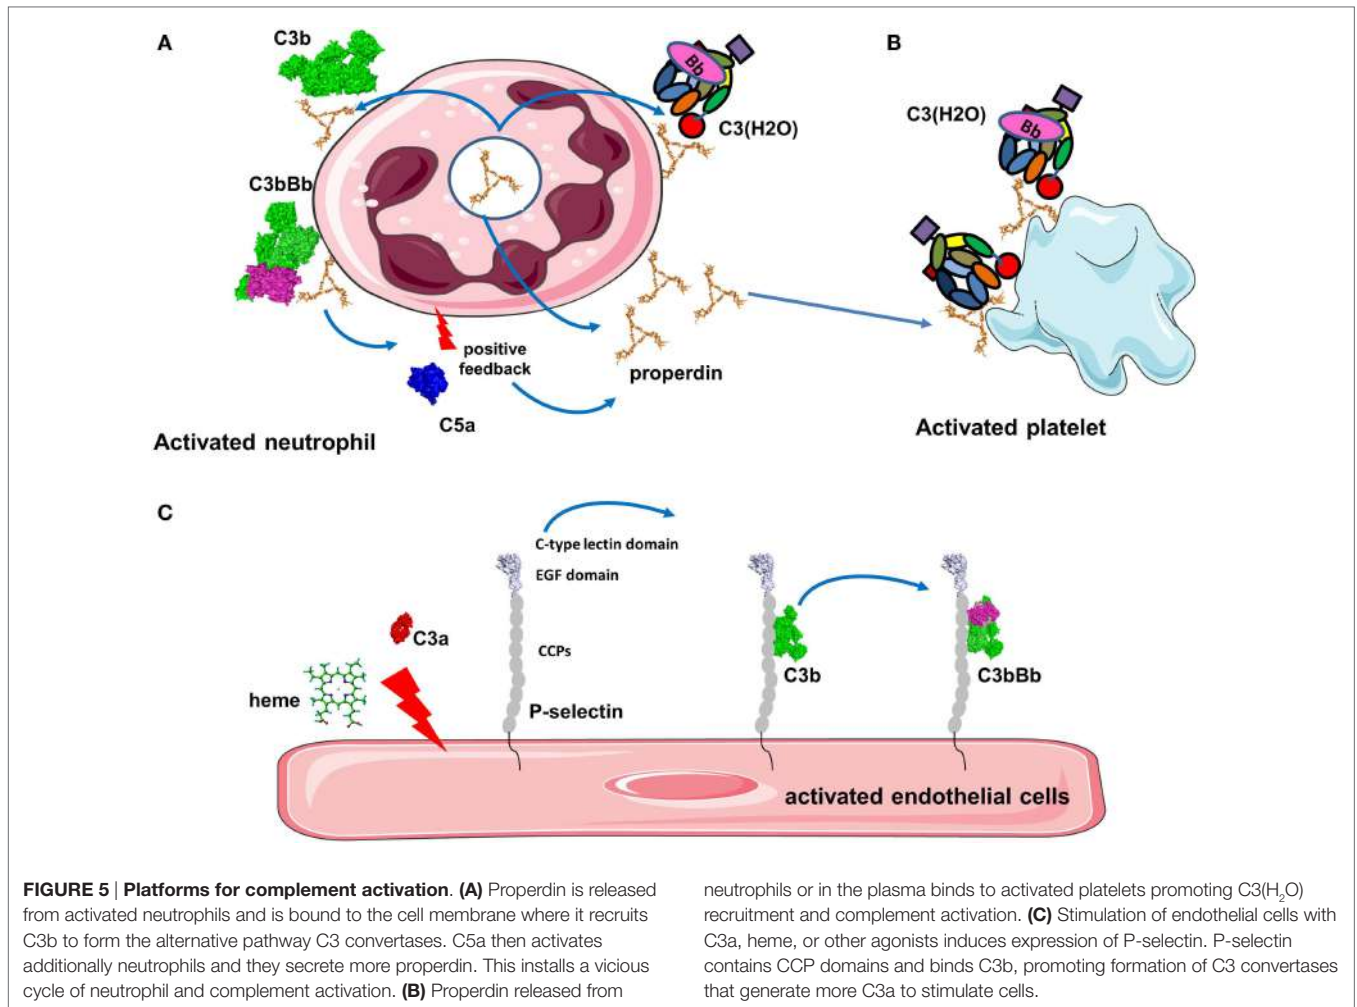 A
C3b
Bb
C3(H2O)
C3bBb
positive
feedback
C5a
properdin
Activated neutrophil
B
C3(H2O)
Bb
Activated platelet
C
C-type lectin domain
EGF domain
C3a
CCPs
heme
P-selectin
C3b
C3bBb
activated endothelial cells
FIGURE 5 | Platforms for complement activation. (A) Properdin is released
from activated neutrophils and is bound to the cell membrane where it recruits
C3b to form the alternative pathway C3 convertases. C5a then activates
additionally neutrophils and they secrete more properdin. This installs a vicious
cycle of neutrophil and complement activation. (B) Properdin released from
neutrophils or in the plasma binds to activated platelets promoting C3(H₂O)
recruitment and complement activation. (C) Stimulation of endothelial cells with
C3a, heme, or other agonists induces expression of P-selectin. P-selectin
contains CCP domains and binds C3b, promoting formation of C3 convertases
that generate more C3a to stimulate cells.